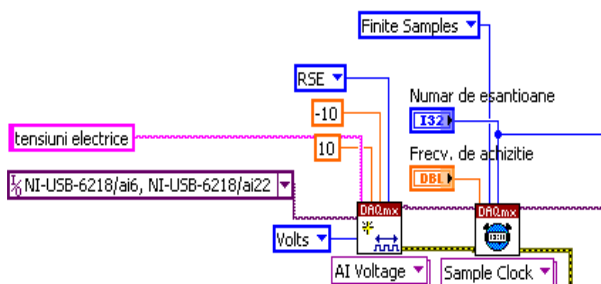 Finite Samples
RSE
Numar de esantioane
-10
I32
tensiuni electrice
10
Frecv. de achizitie
DBL
I/O NI-USB-6218/ai6, NI-USB-6218/ai22
DAQmx
DAQmx
Volts
AI Voltage
Sample Clock